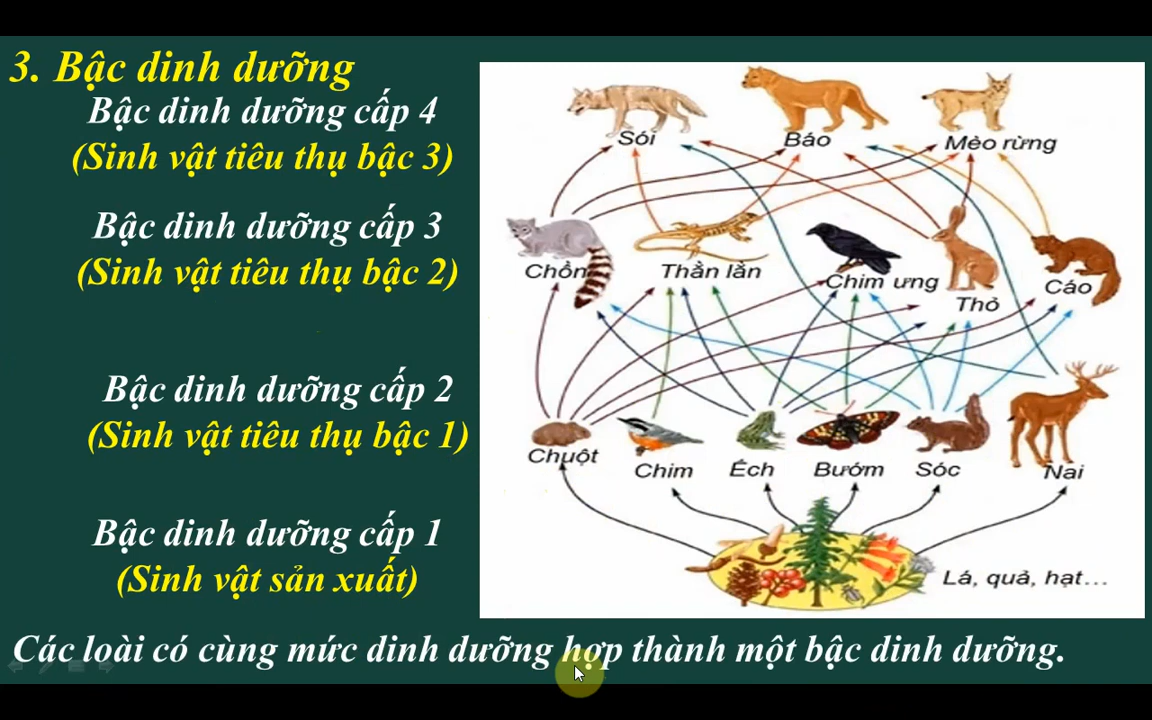 3. Bậc dinh dưỡng
Bậc dinh dưỡng cấp 4
(Sinh vật tiêu thụ bậc 3)
Bậc dinh dưỡng cấp 3
(Sinh vật tiêu thụ bậc 2)
Bậc dinh dưỡng cấp 2
(Sinh vật tiêu thụ bậc 1)
Bậc dinh dưỡng cấp 1
(Sinh vật sản xuất)
Sói
Báo
Mèo rừng
Chồn
Thằn lằn
Chim ưng
Thỏ
Cáo
Chuột
Chim
Ếch
Bướm
Sóc
Nai
Lá, quả, hạt...
Các loài có cùng mức dinh dưỡng hợp thành một bậc dinh dưỡng.